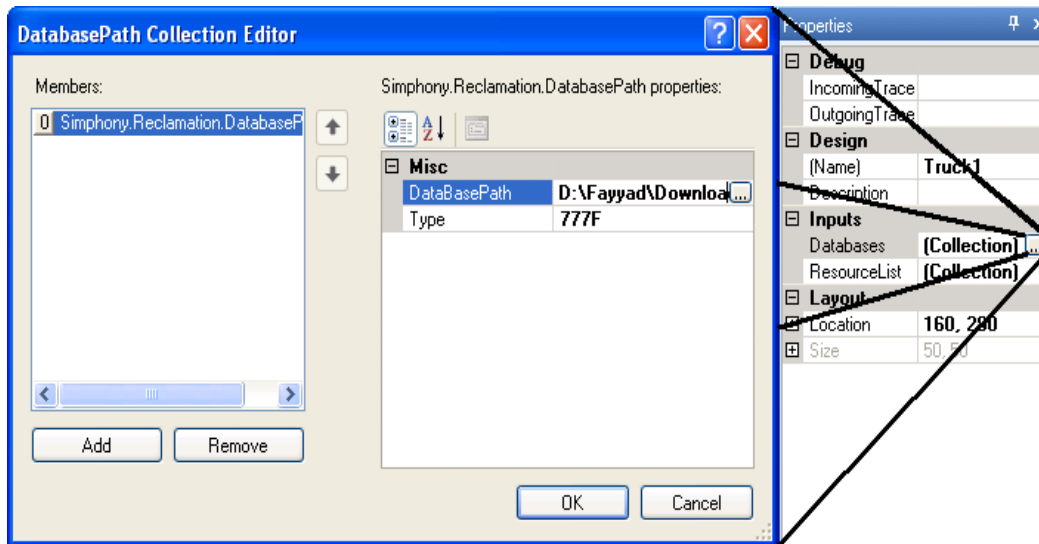 DatabasePath Collection Editor
Members:
0 Simphony.Reclamation.DatabaseP
Simphony.Reclamation.DatabasePath properties:
Misc
DataBasePath D:\Fayyad\Downloa ...
Type 777F
Add Remove
OK Cancel
Properties
Debug
IncomingTrace
OutgoingTrace
Design
(Name) Truck1
Description
Inputs
Databases (Collection) ...
ResourceList (Collection)
Layout
Location 160, 290
Size 50, 50